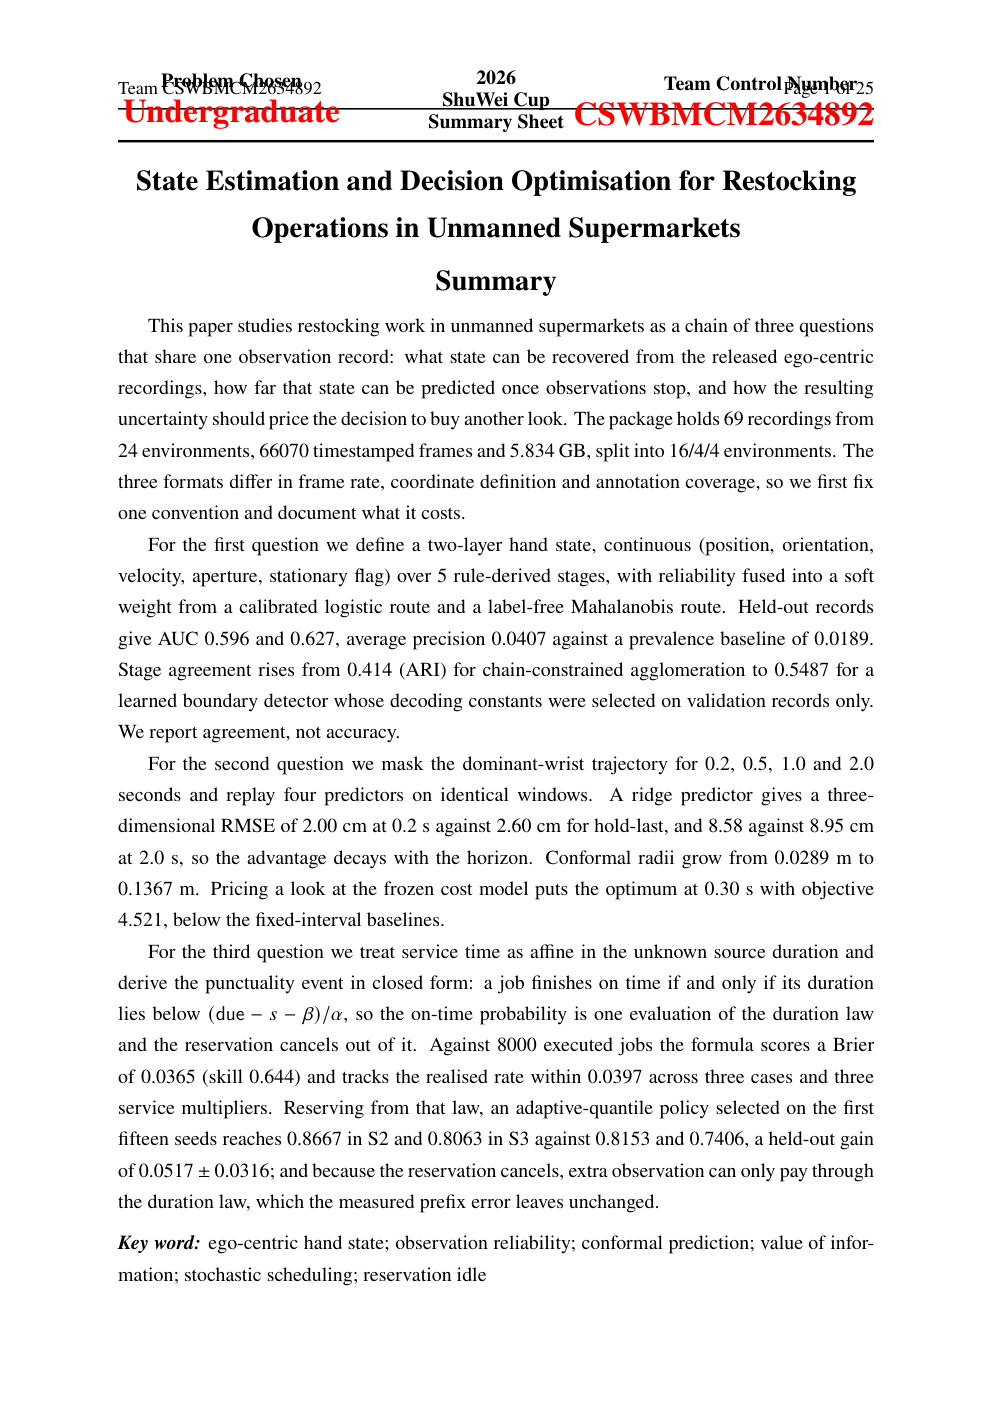 Problem Chosen
Team CSWBMCM2634892
Undergraduate
2026
ShuWei Cup
Summary Sheet
Team Control Number
Page 1 of 25
CSWBMCM2634892
State Estimation and Decision Optimisation for Restocking
Operations in Unmanned Supermarkets
Summary
This paper studies restocking work in unmanned supermarkets as a chain of three questions
that share one observation record: what state can be recovered from the released ego-centric
recordings, how far that state can be predicted once observations stop, and how the resulting
uncertainty should price the decision to buy another look. The package holds 69 recordings from
24 environments, 66070 timestamped frames and 5.834 GB, split into 16/4/4 environments. The
three formats differ in frame rate, coordinate definition and annotation coverage, so we first fix
one convention and document what it costs.
For the first question we define a two-layer hand state, continuous (position, orientation,
velocity, aperture, stationary flag) over 5 rule-derived stages, with reliability fused into a soft
weight from a calibrated logistic route and a label-free Mahalanobis route. Held-out records
give AUC 0.596 and 0.627, average precision 0.0407 against a prevalence baseline of 0.0189.
Stage agreement rises from 0.414 (ARI) for chain-constrained agglomeration to 0.5487 for a
learned boundary detector whose decoding constants were selected on validation records only.
We report agreement, not accuracy.
For the second question we mask the dominant-wrist trajectory for 0.2, 0.5, 1.0 and 2.0
seconds and replay four predictors on identical windows. A ridge predictor gives a three-
dimensional RMSE of 2.00 cm at 0.2 s against 2.60 cm for hold-last, and 8.58 against 8.95 cm
at 2.0 s, so the advantage decays with the horizon. Conformal radii grow from 0.0289 m to
0.1367 m. Pricing a look at the frozen cost model puts the optimum at 0.30 s with objective
4.521, below the fixed-interval baselines.
For the third question we treat service time as affine in the unknown source duration and
derive the punctuality event in closed form: a job finishes on time if and only if its duration
lies below (due − s − β)/α, so the on-time probability is one evaluation of the duration law
and the reservation cancels out of it. Against 8000 executed jobs the formula scores a Brier
of 0.0365 (skill 0.644) and tracks the realised rate within 0.0397 across three cases and three
service multipliers. Reserving from that law, an adaptive-quantile policy selected on the first
fifteen seeds reaches 0.8667 in S2 and 0.8063 in S3 against 0.8153 and 0.7406, a held-out gain
of 0.0517 ± 0.0316; and because the reservation cancels, extra observation can only pay through
the duration law, which the measured prefix error leaves unchanged.
Key word: ego-centric hand state; observation reliability; conformal prediction; value of infor-
mation; stochastic scheduling; reservation idle